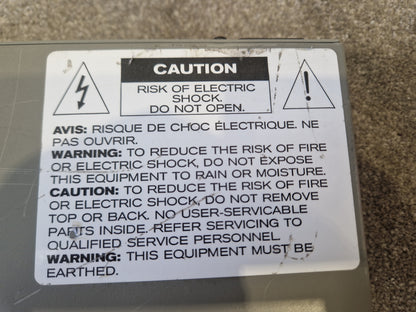 CAUTION
RISK OF ELECTRIC
SHOCK.
DO NOT OPEN.
AVIS: RISQUE DE CHOC ÉLECTRIQUE. NE
PAS OUVRIR.
WARNING: TO REDUCE THE RISK OF FIRE
OR ELECTRIC SHOCK, DO NOT EXPOSE
THIS EQUIPMENT TO RAIN OR MOISTURE.
CAUTION: TO REDUCE THE RISK OF FIRE
OR ELECTRIC SHOCK, DO NOT REMOVE
TOP OR BACK. NO USER-SERVICABLE
PARTS INSIDE. REFER SERVICING TO
QUALIFIED SERVICE PERSONNEL.
WARNING: THIS EQUIPMENT MUST BE
EARTHED.